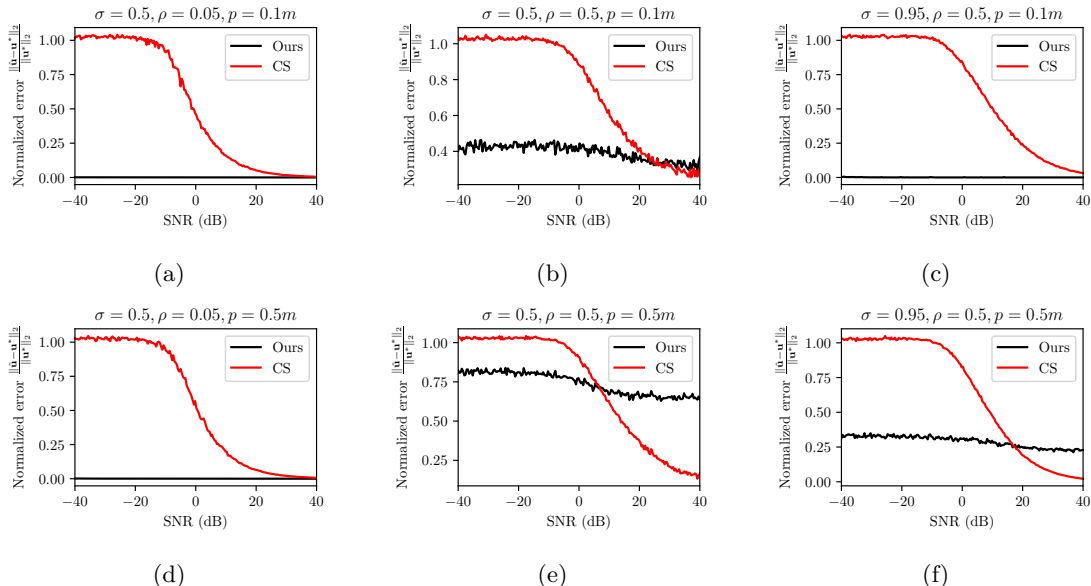 σ = 0.5, ρ = 0.05, p = 0.1m
Normalized error ‖û−u*‖₂ / ‖u*‖₂
1.00
0.75
0.50
0.25
0.00
Ours
CS
−40 −20 0 20 40
SNR (dB)
(a)
σ = 0.5, ρ = 0.5, p = 0.1m
Normalized error ‖û−u*‖₂ / ‖u*‖₂
1.0
0.8
0.6
0.4
Ours
CS
−40 −20 0 20 40
SNR (dB)
(b)
σ = 0.95, ρ = 0.5, p = 0.1m
Normalized error ‖û−u*‖₂ / ‖u*‖₂
1.00
0.75
0.50
0.25
0.00
Ours
CS
−40 −20 0 20 40
SNR (dB)
(c)
σ = 0.5, ρ = 0.05, p = 0.5m
Normalized error ‖û−u*‖₂ / ‖u*‖₂
1.00
0.75
0.50
0.25
0.00
Ours
CS
−40 −20 0 20 40
SNR (dB)
(d)
σ = 0.5, ρ = 0.5, p = 0.5m
Normalized error ‖û−u*‖₂ / ‖u*‖₂
1.00
0.75
0.50
0.25
Ours
CS
−40 −20 0 20 40
SNR (dB)
(e)
σ = 0.95, ρ = 0.5, p = 0.5m
Normalized error ‖û−u*‖₂ / ‖u*‖₂
1.00
0.75
0.50
0.25
0.00
Ours
CS
−40 −20 0 20 40
SNR (dB)
(f)